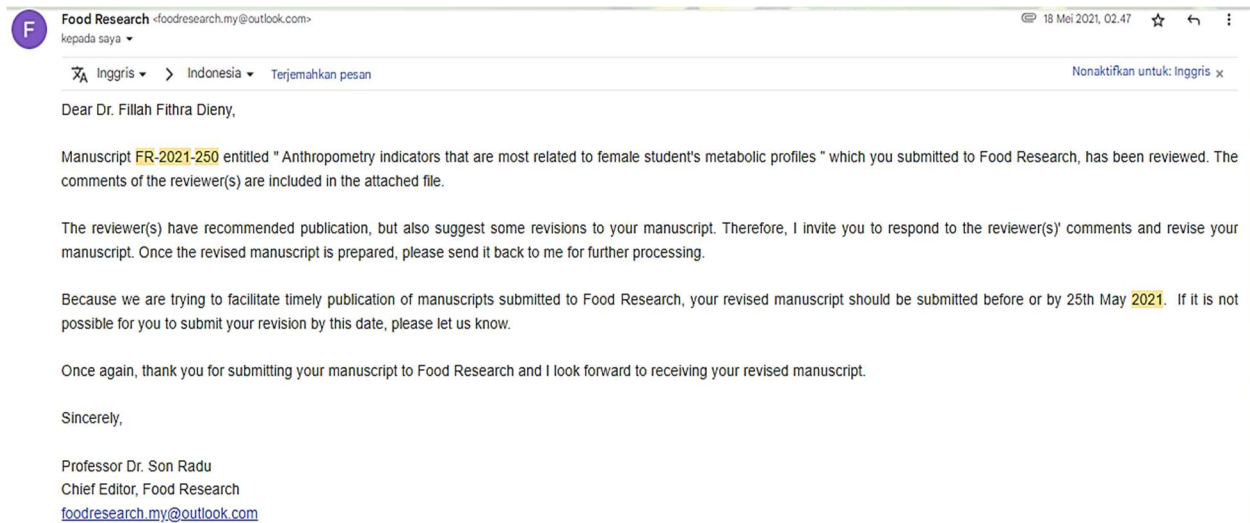 F
Food Research <foodresearch.my@outlook.com>
18 Mei 2021, 02.47
kepada saya
Inggris > Indonesia Terjemahkan pesan
Nonaktifkan untuk: Inggris x
Dear Dr. Fillah Fithra Dieny,
Manuscript FR-2021-250 entitled " Anthropometry indicators that are most related to female student's metabolic profiles " which you submitted to Food Research, has been reviewed. The
comments of the reviewer(s) are included in the attached file.
The reviewer(s) have recommended publication, but also suggest some revisions to your manuscript. Therefore, I invite you to respond to the reviewer(s)' comments and revise your
manuscript. Once the revised manuscript is prepared, please send it back to me for further processing.
Because we are trying to facilitate timely publication of manuscripts submitted to Food Research, your revised manuscript should be submitted before or by 25th May 2021. If it is not
possible for you to submit your revision by this date, please let us know.
Once again, thank you for submitting your manuscript to Food Research and I look forward to receiving your revised manuscript.
Sincerely,
Professor Dr. Son Radu
Chief Editor, Food Research
foodresearch.my@outlook.com